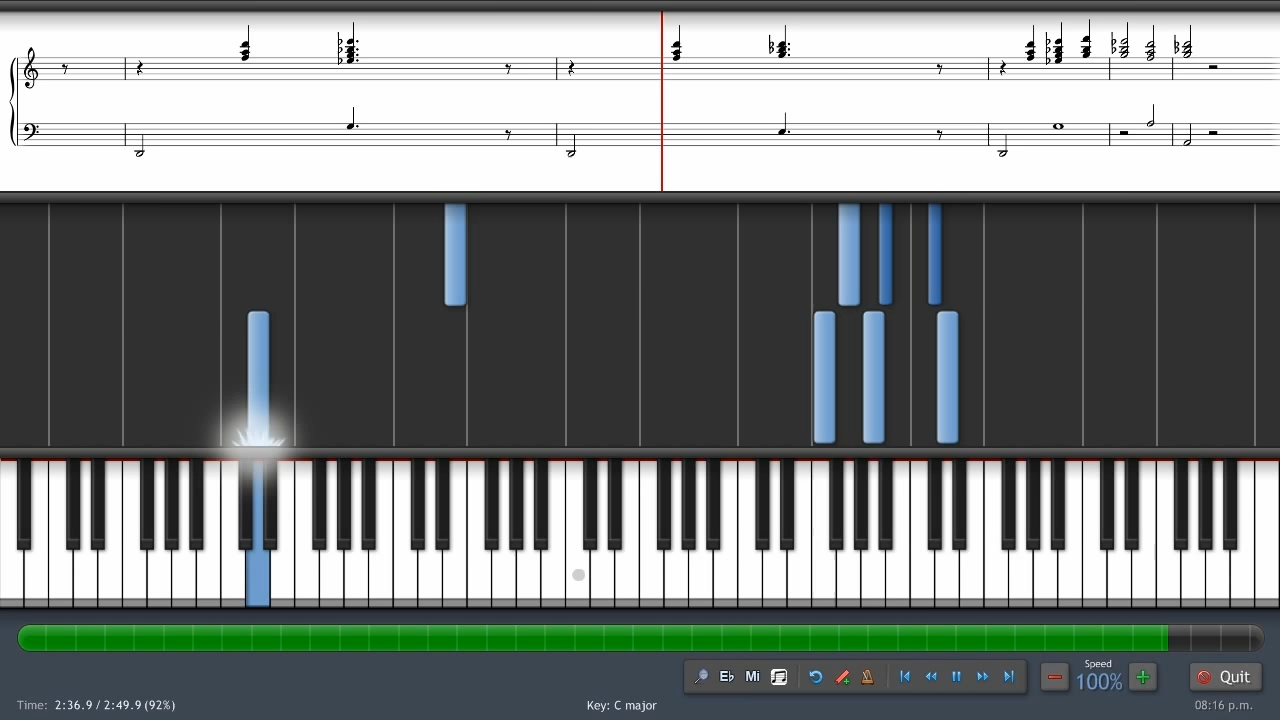 E♭ Mi
Speed
100%
Quit
Time: 2:36.9 / 2:49.9 (92%)
Key: C major
08:16 p.m.